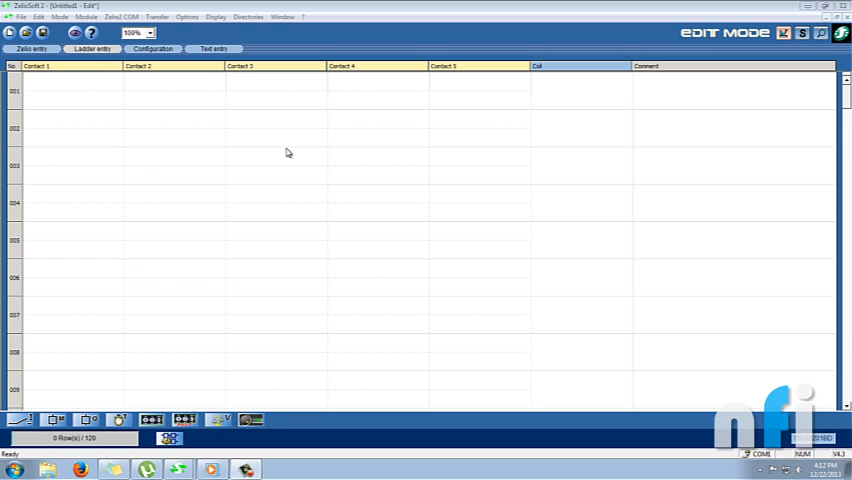 ZelioSoft 2 - [Untitled1 - Edit*]
File Edit Mode Module Zelio2:COM Transfer Options Display Directories Window ?
100% EDIT MODE S
Zelio entry Ladder entry Configuration Text entry
No Contact 1 Contact 2 Contact 3 Contact 4 Contact 5 Coil Comment
001
002
003
004
005
006
007
008
009
I M Q T V
0 Row(s) / 120
nfi
Ready COM1 NUM V4.3
4:12 PM
12/22/2013